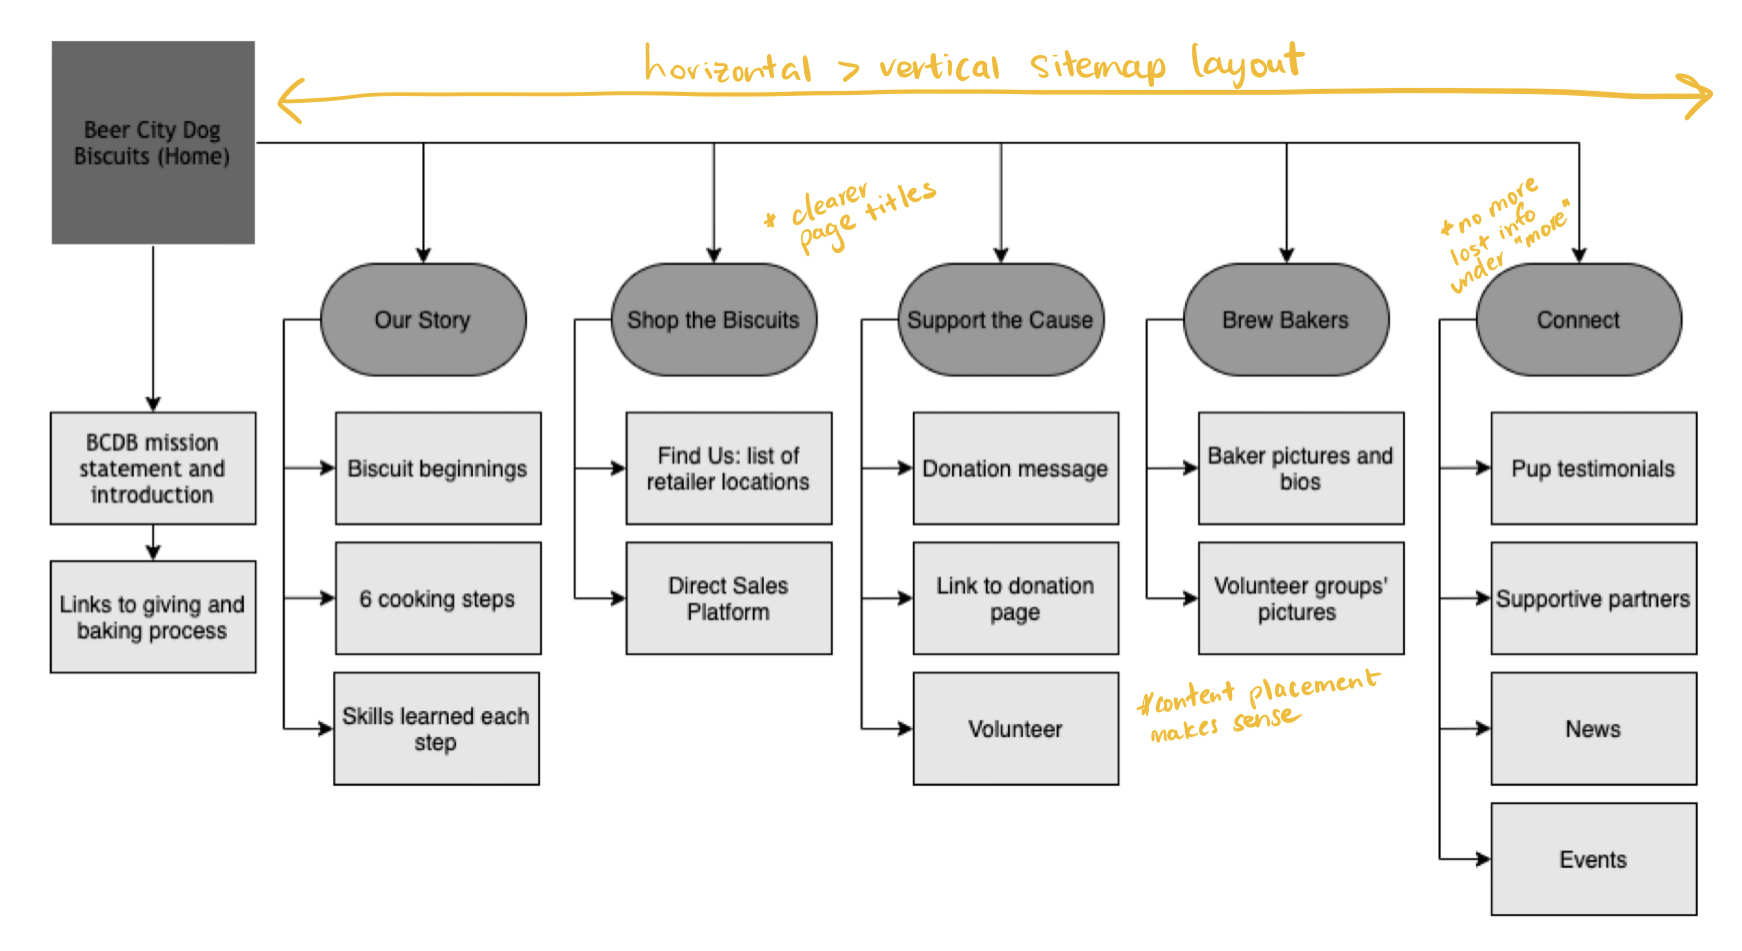 horizontal > vertical sitemap layout
Beer City Dog
Biscuits (Home)
* clearer
page titles
* no more
lost info
under "more"
Our Story
Shop the Biscuits
Support the Cause
Brew Bakers
Connect
BCDB mission
statement and
introduction
Links to giving and
baking process
Biscuit beginnings
6 cooking steps
Skills learned each
step
Find Us: list of
retailer locations
Direct Sales
Platform
Donation message
Link to donation
page
Volunteer
Baker pictures and
bios
Volunteer groups'
pictures
*content placement
makes sense
Pup testimonials
Supportive partners
News
Events